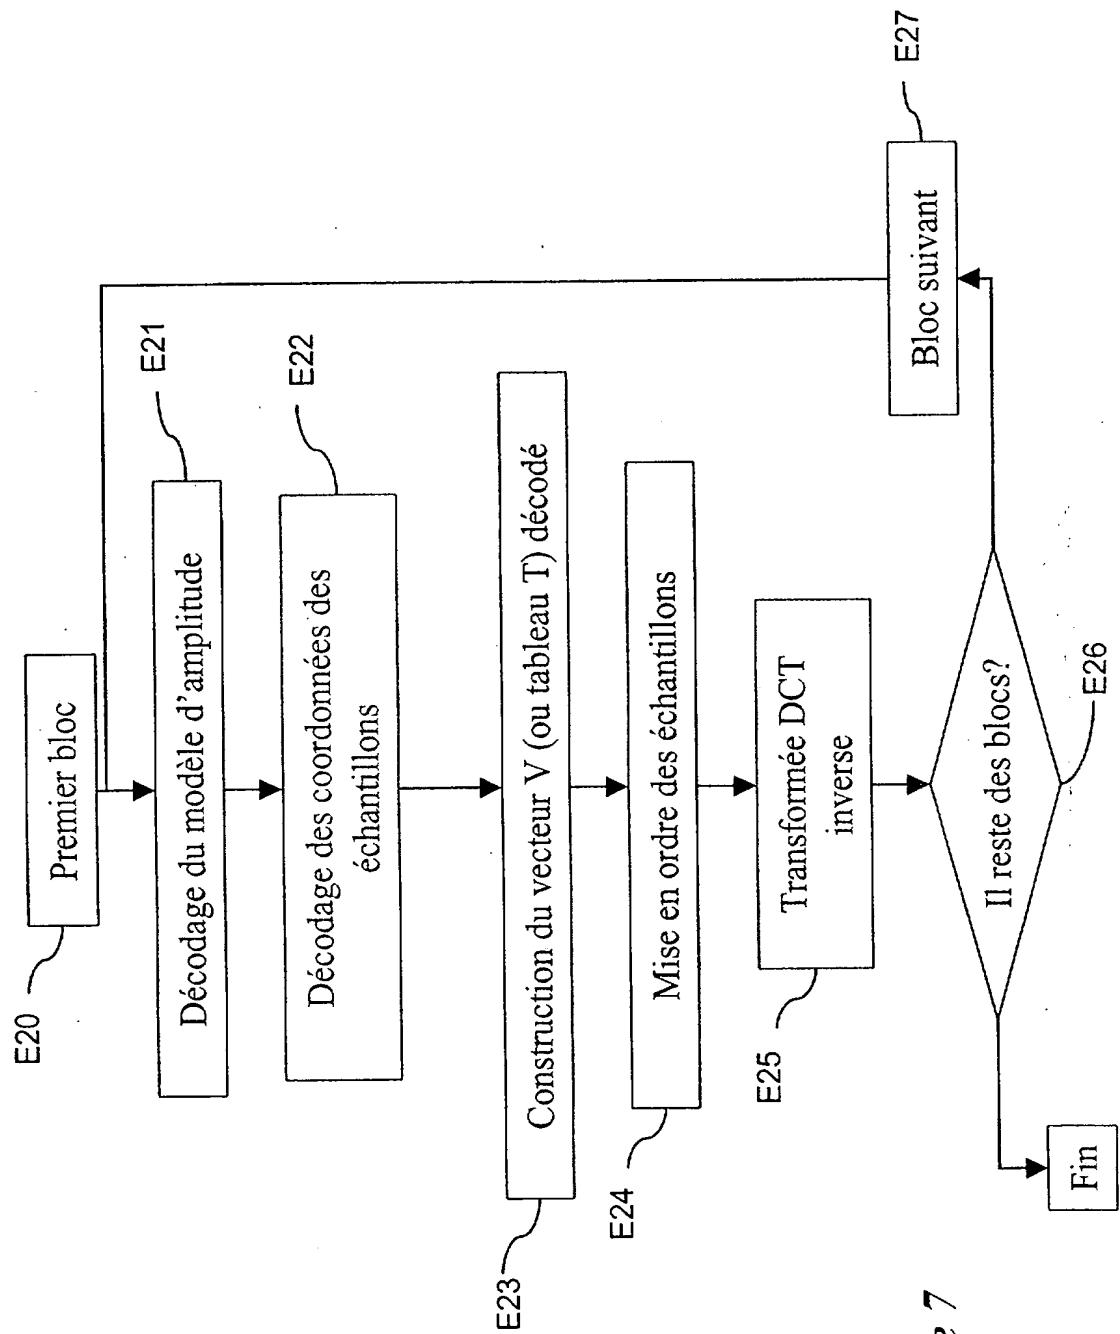 E20
Premier bloc
Décodage du modèle d'amplitude
E21
Décodage des coordonnées des
échantillons
E22
E23
Construction du vecteur V (ou tableau T) décodé
E24
Mise en ordre des échantillons
E25
Transformée DCT
inverse
Il reste des blocs?
E26
Bloc suivant
E27
Fin
7